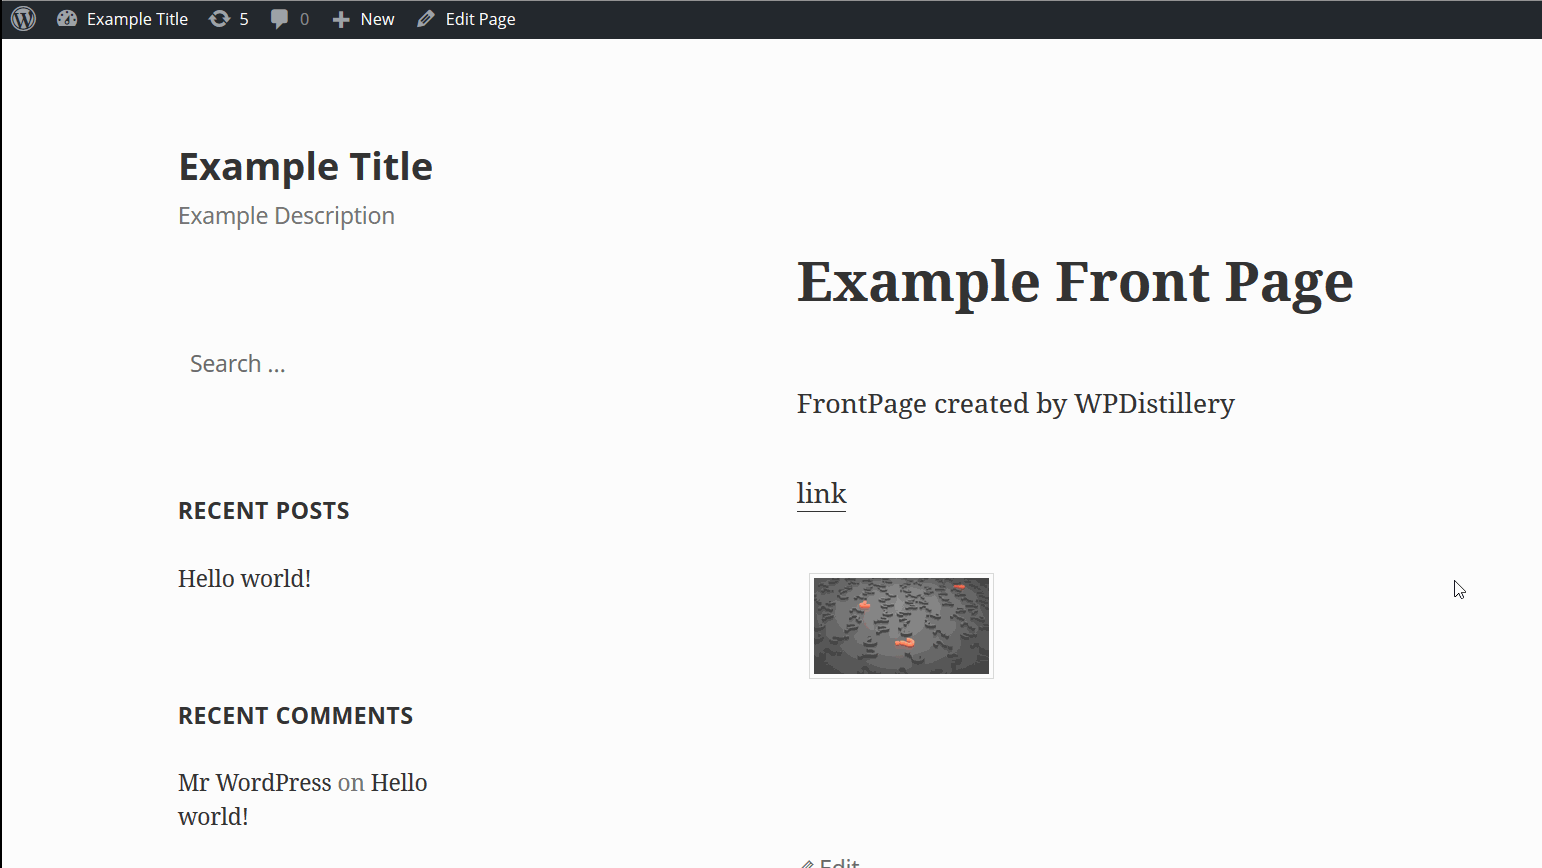 Example Title 5 0 New Edit Page
Example Title
Example Description
Search ...
RECENT POSTS
Hello world!
RECENT COMMENTS
Mr WordPress on Hello
world!
Example Front Page
FrontPage created by WPDistillery
link
Edit